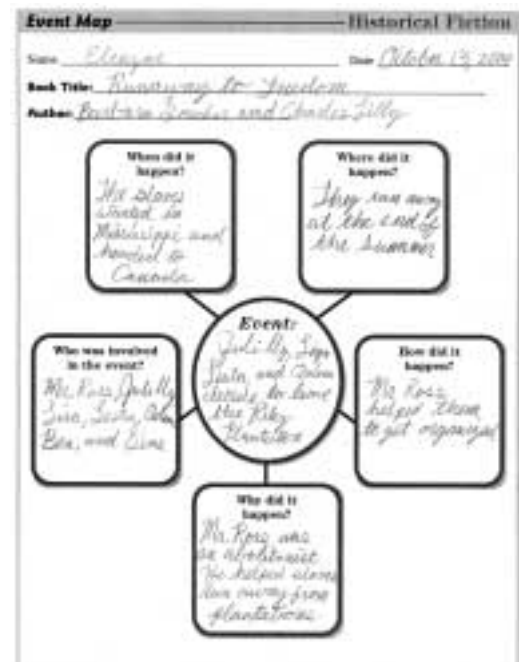 Event Map Historical Fiction
Name Elenyne Date October 13, 2000
Book Title: Runaway to Freedom
Author: Barbara Smucker and Charles Lilly
When did it
happen?
The slaves
started in
Mississippi and
headed to
Canada
Where did it
happen?
They ran away
at the end of
the summer
Event:
Julilly, Liza
Lester, and Adam
decide to leave
the Riley
Plantation
Who was involved
in the event?
Mr. Ross, Julilly
Liza, Lester, Adam,
Ben, and
How did it
happen?
Mr. Ross
helped them
to get organized
Why did it
happen?
Mr. Ross was
an abolitionist
He helped slaves
run away from
plantations